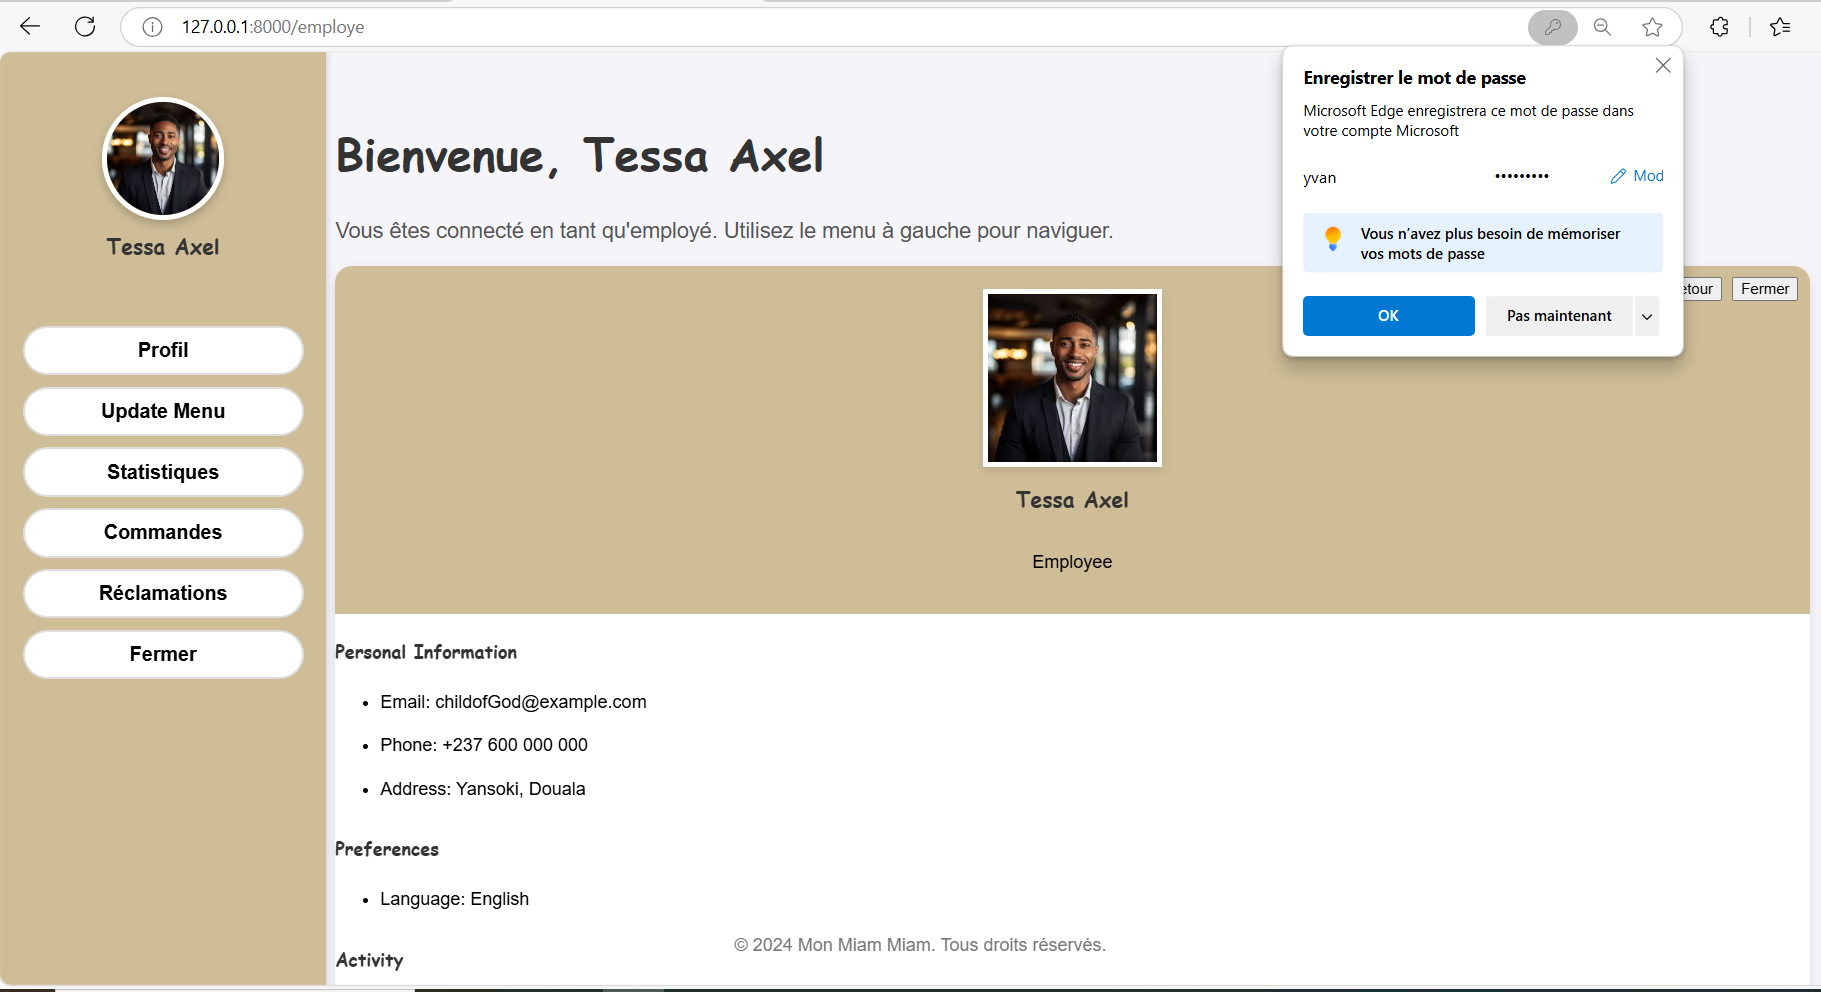 127.0.0.1:8000/employe
Enregistrer le mot de passe
Microsoft Edge enregistrera ce mot de passe dans
votre compte Microsoft
yvan ••••••••• Mod
Vous n'avez plus besoin de mémoriser
vos mots de passe
OK Pas maintenant
Tessa Axel
Profil
Update Menu
Statistiques
Commandes
Réclamations
Fermer
Bienvenue, Tessa Axel
Vous êtes connecté en tant qu'employé. Utilisez le menu à gauche pour naviguer.
etour Fermer
Tessa Axel
Employee
Personal Information
Email: childofGod@example.com
Phone: +237 600 000 000
Address: Yansoki, Douala
Preferences
Language: English
© 2024 Mon Miam Miam. Tous droits réservés.
Activity